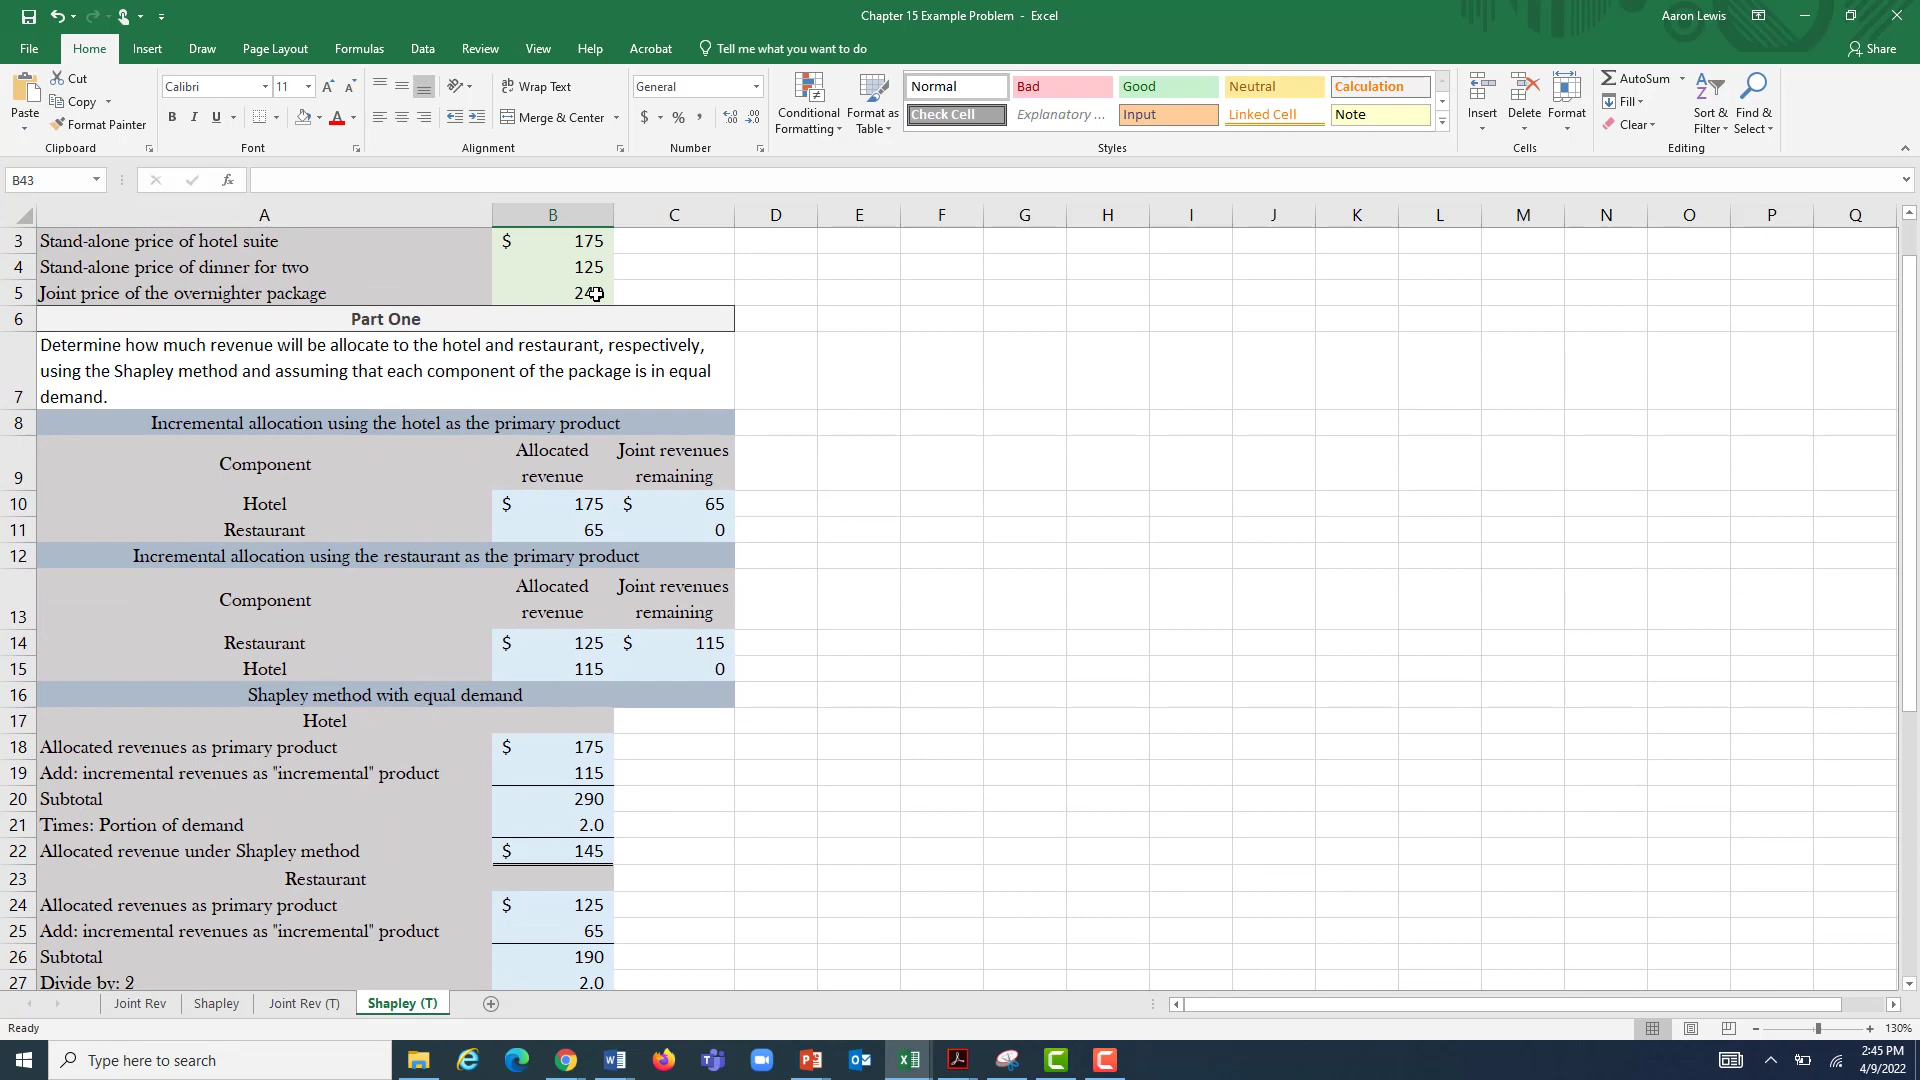 Chapter 15 Example Problem - Excel
Aaron Lewis
File Home Insert Draw Page Layout Formulas Data Review View Help Acrobat Tell me what you want to do
Share
Paste
Cut
Copy
Format Painter
Clipboard
Calibri 11
B I U
Font
Wrap Text
Merge & Center
Alignment
General
$ % ,
Number
Conditional Formatting
Format as Table
Normal Bad Good Neutral Calculation
Check Cell Explanatory ... Input Linked Cell Note
Styles
Insert Delete Format
Cells
AutoSum
Fill
Clear
Sort & Filter
Find & Select
Editing
B43
fx
A B C D E F G H I J K L M N O P Q
3 Stand-alone price of hotel suite $ 175
4 Stand-alone price of dinner for two 125
5 Joint price of the overnighter package
6 Part One
Determine how much revenue will be allocate to the hotel and restaurant, respectively,
using the Shapley method and assuming that each component of the package is in equal
7 demand.
8 Incremental allocation using the hotel as the primary product
9 Component Allocated revenue Joint revenues remaining
10 Hotel $ 175 $ 65
11 Restaurant 65 0
12 Incremental allocation using the restaurant as the primary product
13 Component Allocated revenue Joint revenues remaining
14 Restaurant $ 125 $ 115
15 Hotel 115 0
16 Shapley method with equal demand
17 Hotel
18 Allocated revenues as primary product $ 175
19 Add: incremental revenues as "incremental" product 115
20 Subtotal 290
21 Times: Portion of demand 2.0
22 Allocated revenue under Shapley method $ 145
23 Restaurant
24 Allocated revenues as primary product $ 125
25 Add: incremental revenues as "incremental" product 65
26 Subtotal 190
27 Divide by: 2 2.0
Joint Rev Shapley Joint Rev (T) Shapley (T)
Ready
130%
Type here to search
2:45 PM
4/9/2022